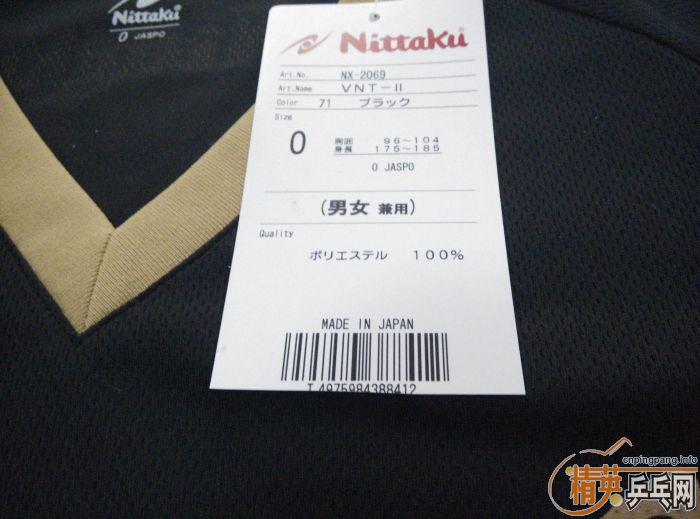 Nittaku
O JASPO
Nittaku
Art.No. NX-2069
Art.Name VNT-II
Color 71 ブラック
Size
O 胸囲 96~104
身長 175~185
O JASPO
(男女 兼用)
Quality
ポリエステル 100%
MADE IN JAPAN
T 4975984388412
cnpingpang.info
精英乒乓网